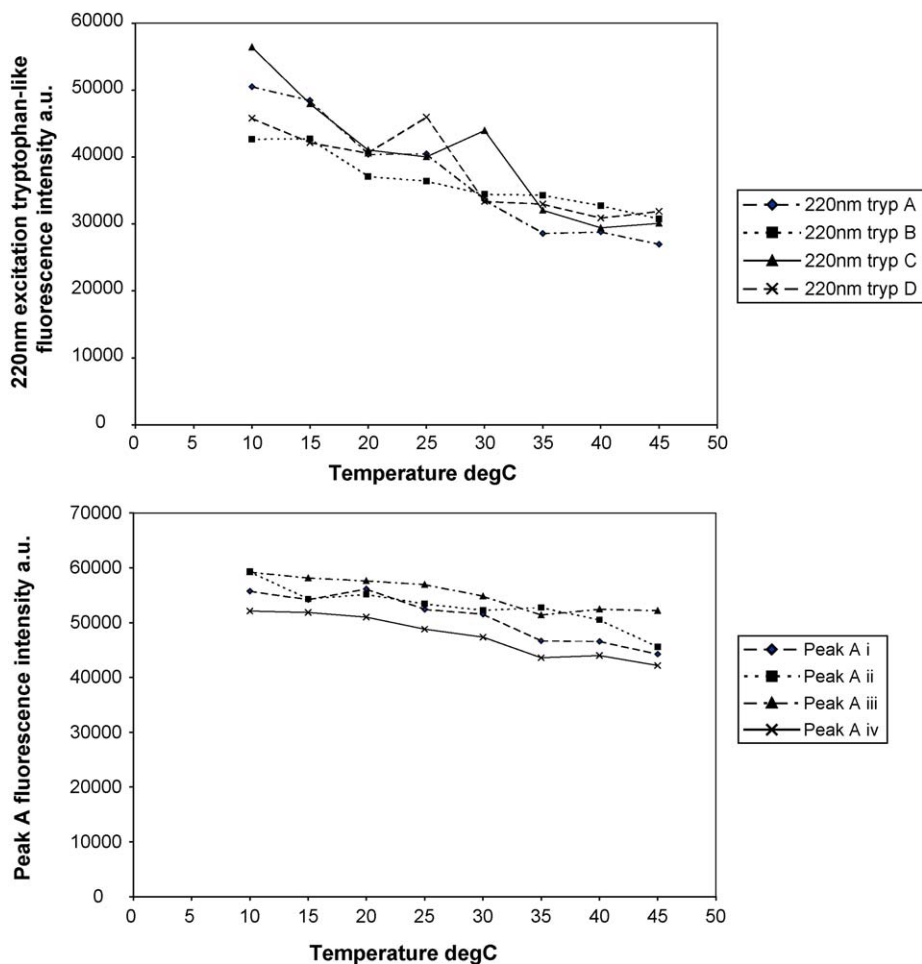 220nm excitation tryptophan-like
fluorescence intensity a.u.
60000
50000
40000
30000
20000
10000
0
0 5 10 15 20 25 30 35 40 45 50
Temperature degC
220nm tryp A
220nm tryp B
220nm tryp C
220nm tryp D
Peak A fluorescence intensity a.u.
70000
60000
50000
40000
30000
20000
10000
0
0 5 10 15 20 25 30 35 40 45 50
Temperature degC
Peak A i
Peak A ii
Peak A iii
Peak A iv